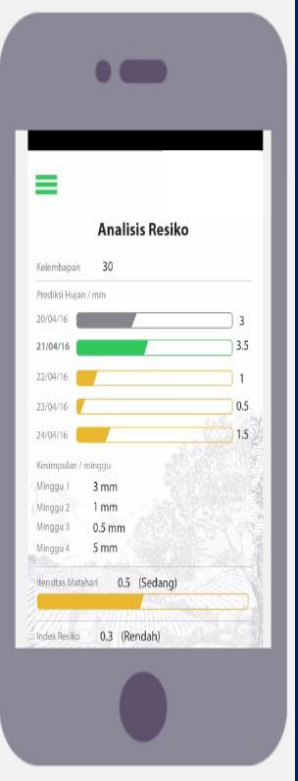 Analisis Resiko
Kelembapan 30
Prediksi Hujan / mm
20/04/16 3
21/04/16 3.5
22/04/16 1
23/04/16 0.5
24/04/16 1.5
Kesimpulan / minggu
Minggu 1 3 mm
Minggu 2 1 mm
Minggu 3 0.5 mm
Minggu 4 5 mm
Itensitas Matahari 0.5 (Sedang)
Index Resiko 0.3 (Rendah)